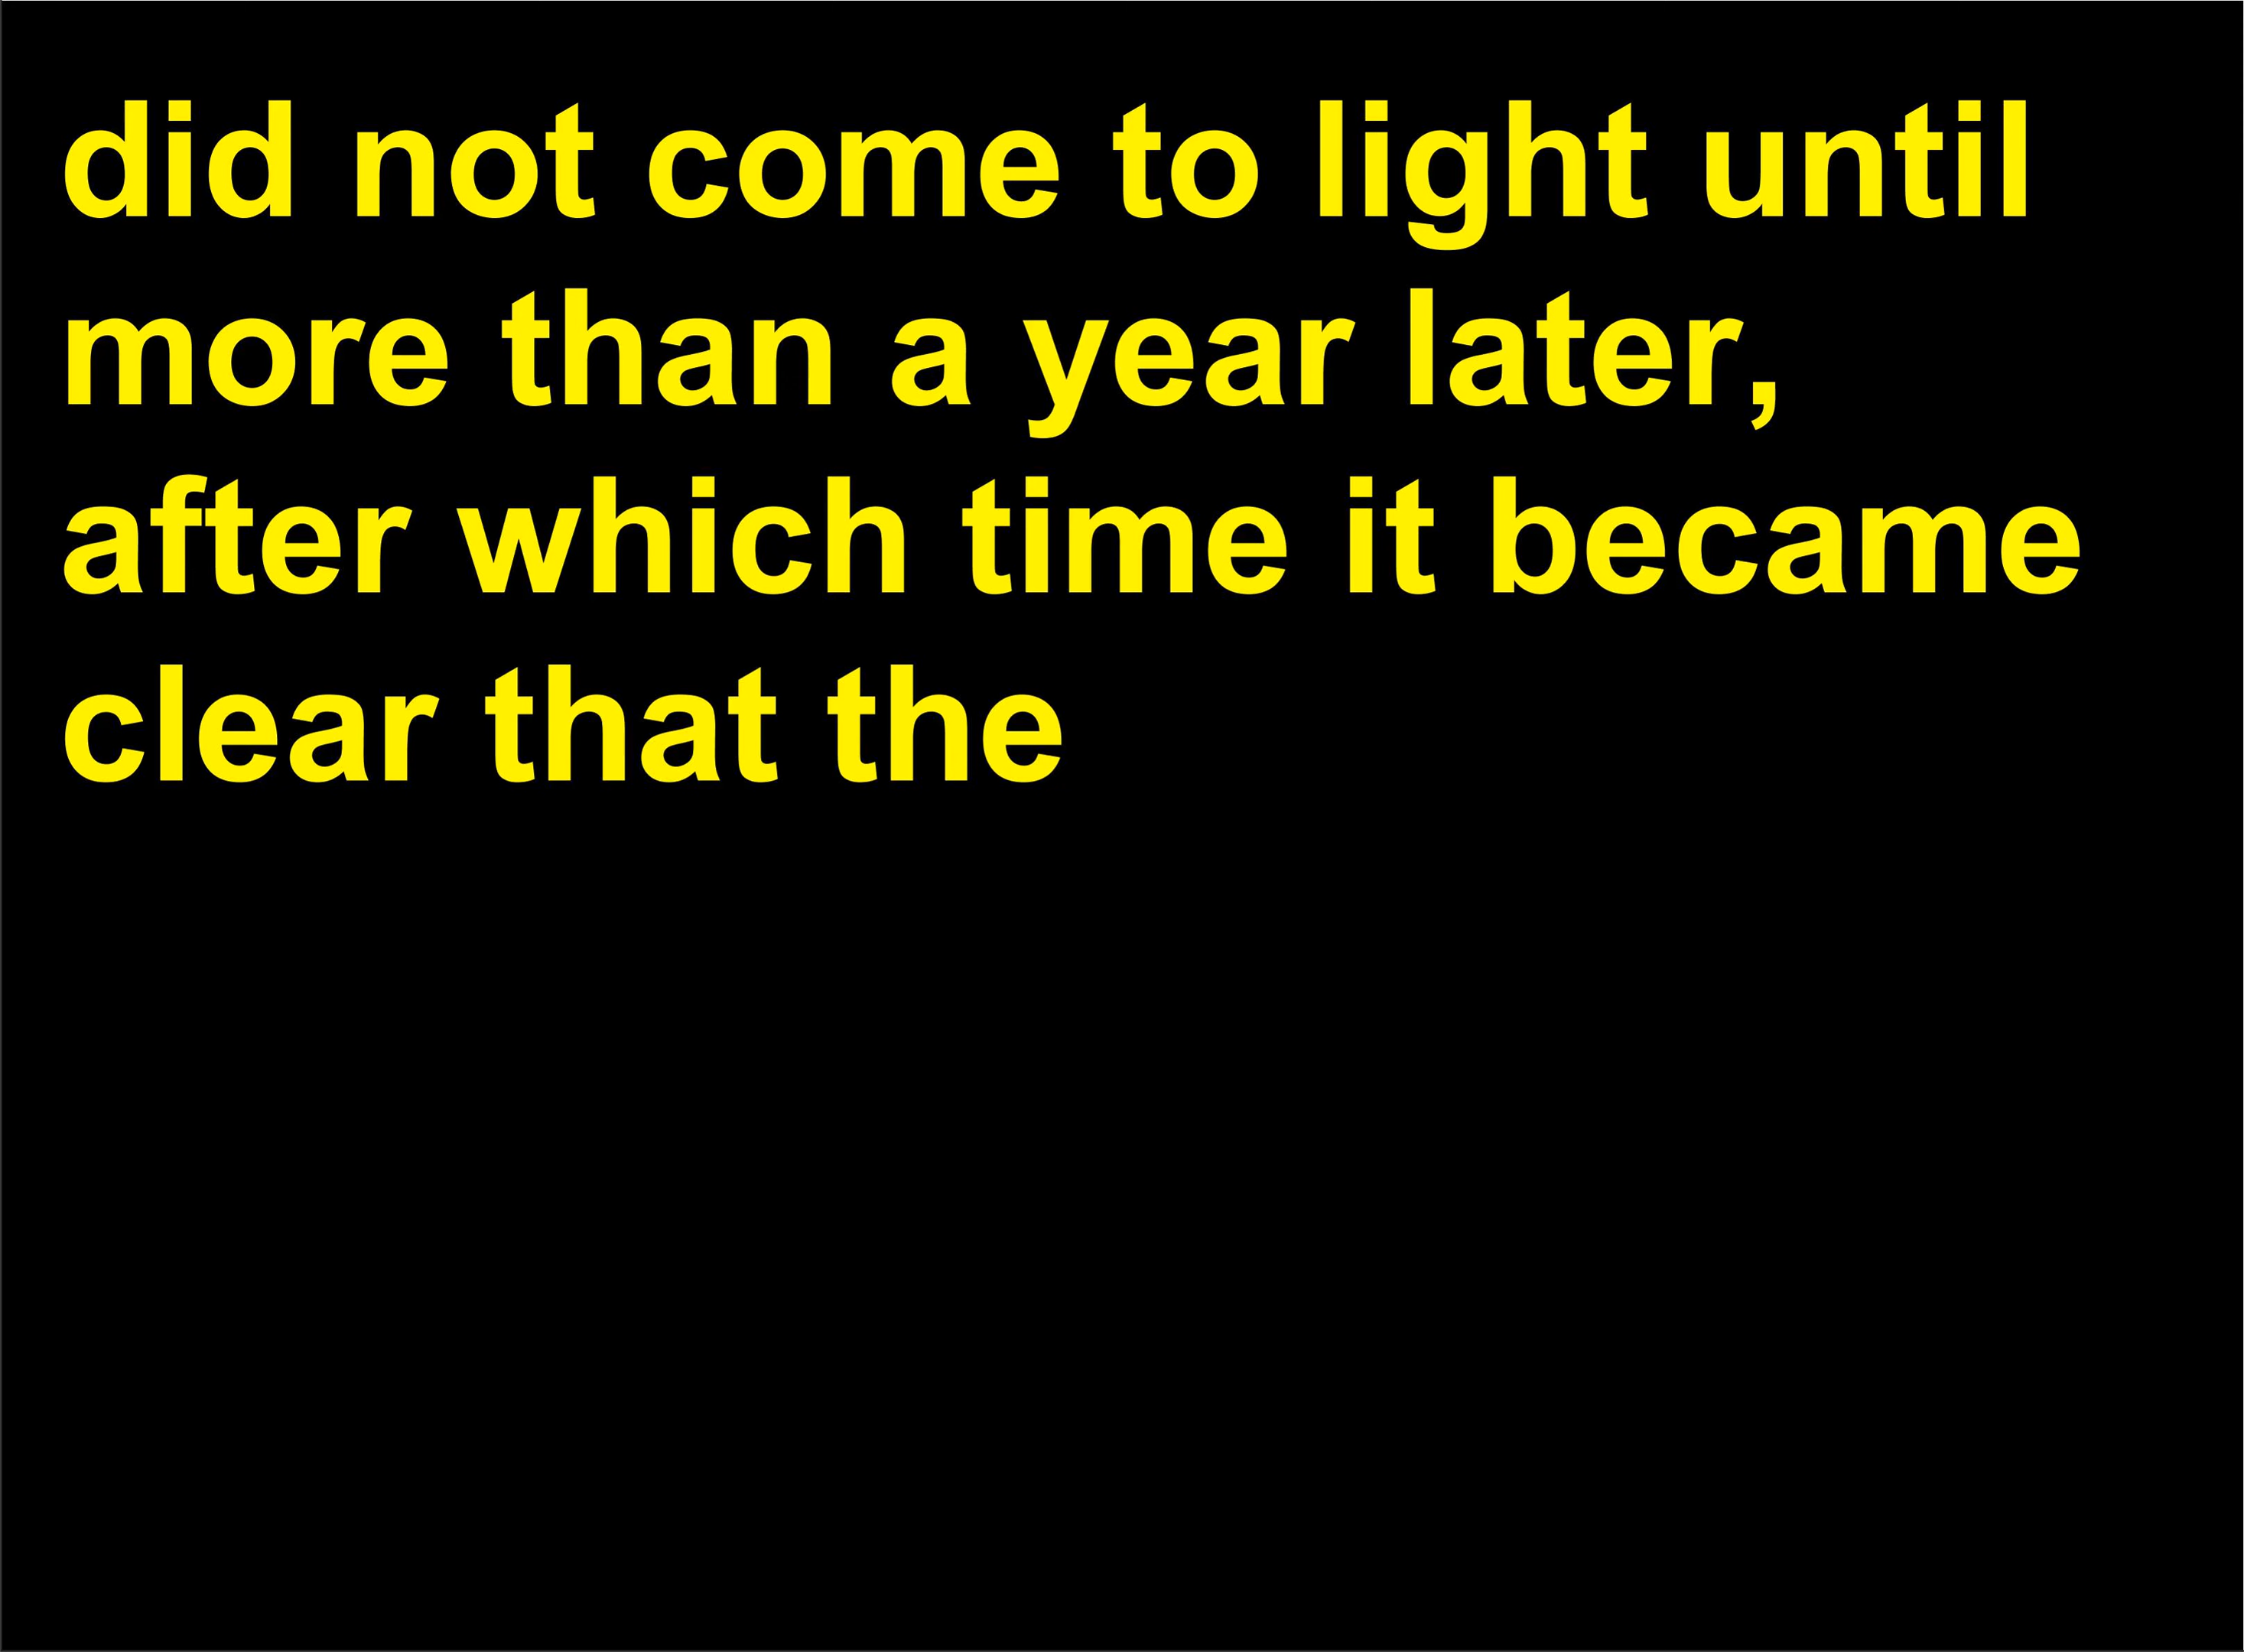 did not come to light until
more than a year later,
after which time it became
clear that the